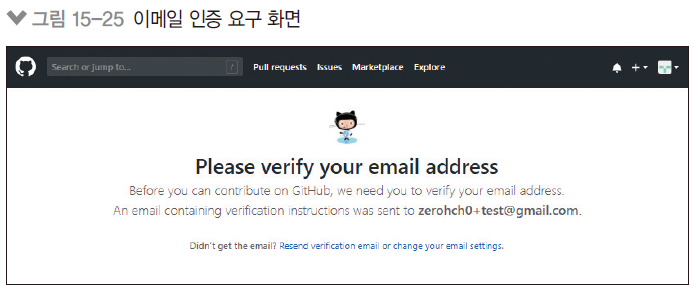 그림 15-25 이메일 인증 요구 화면
Search or jump to... /
Pull requests Issues Marketplace Explore
Please verify your email address
Before you can contribute on GitHub, we need you to verify your email address.
An email containing verification instructions was sent to zerohch0+test@gmail.com.
Didn't get the email? Resend verification email or change your email settings.